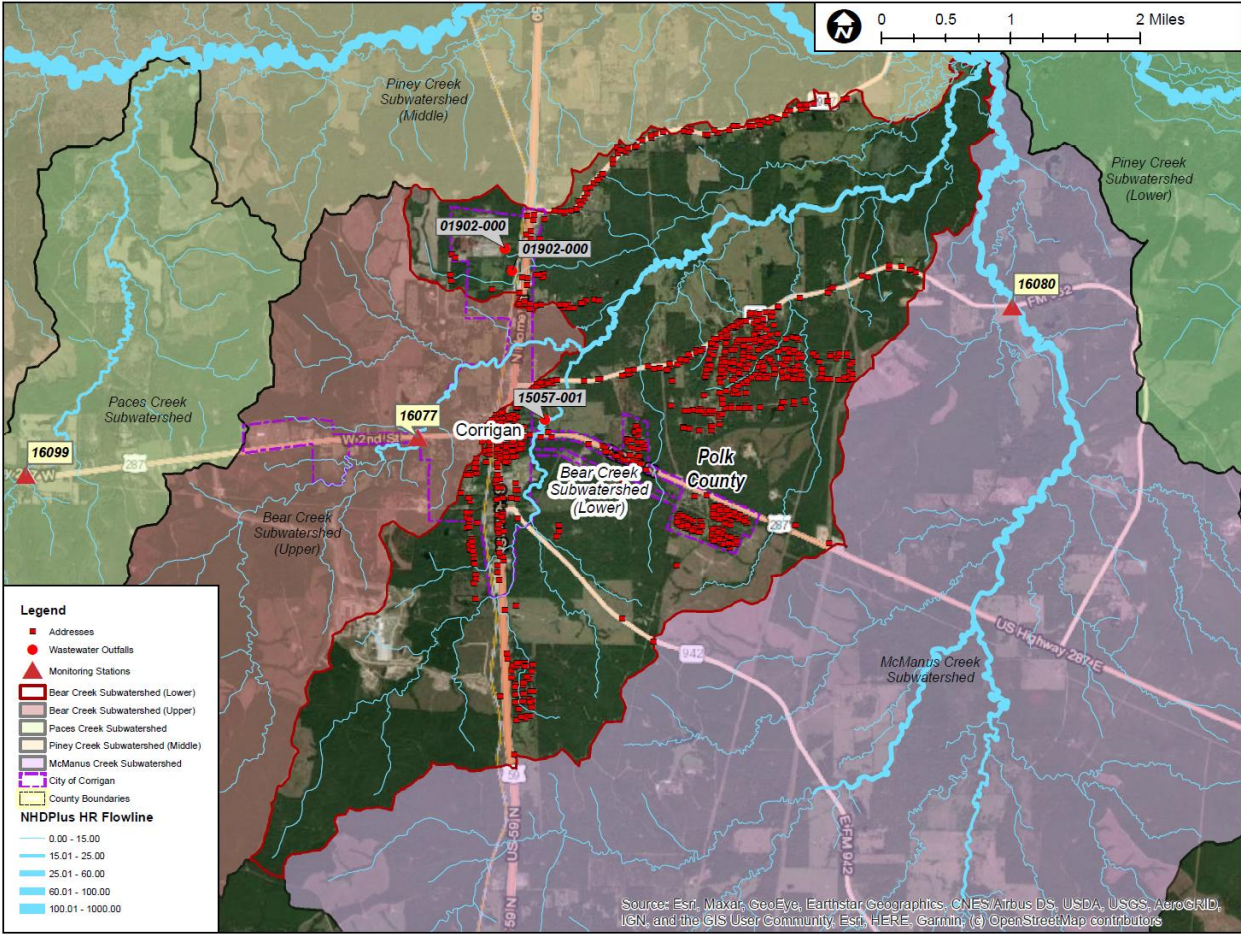 N
0 0.5 1 2 Miles
59
Piney Creek
Subwatershed
(Middle)
Piney Creek
Subwatershed
(Lower)
01902-000
01902-000
16080
Paces Creek
Subwatershed
15057-001
16077
16099
W 2nd St
Corrigan
287
Bear Creek
Subwatershed
(Lower)
Polk
County
287
Bear Creek
Subwatershed
(Upper)
US Highway 287 E
942
McManus Creek
Subwatershed
59
US 59 N
59 N
E FM 942
Legend
Addresses
Wastewater Outfalls
Monitoring Stations
Bear Creek Subwatershed (Lower)
Bear Creek Subwatershed (Upper)
Paces Creek Subwatershed
Piney Creek Subwatershed (Middle)
McManus Creek Subwatershed
City of Corrigan
County Boundaries
NHDPlus HR Flowline
0.00 - 15.00
15.01 - 25.00
25.01 - 60.00
60.01 - 100.00
100.01 - 1000.00
Source: Esri, Maxar, GeoEye, Earthstar Geographics, CNES/Airbus DS, USDA, USGS, AeroGRID,
IGN, and the GIS User Community, Esri, HERE, Garmin, (c) OpenStreetMap contributors